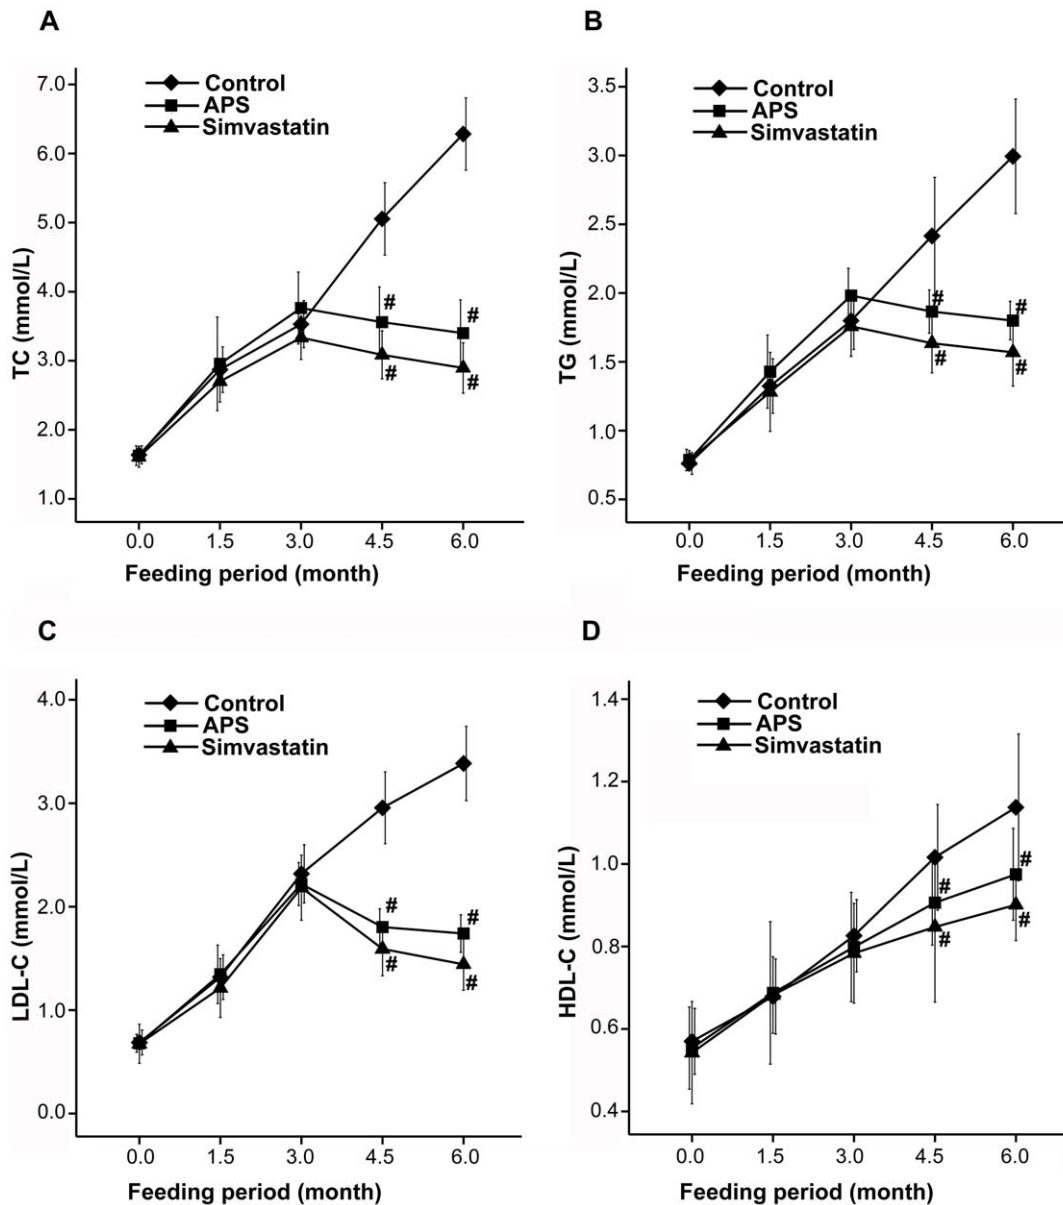 A
Control
APS
Simvastatin
7.0
6.0
5.0
4.0
3.0
2.0
1.0
TC (mmol/L)
#
#
#
#
0.0 1.5 3.0 4.5 6.0
Feeding period (month)
B
Control
APS
Simvastatin
3.5
3.0
2.5
2.0
1.5
1.0
0.5
TG (mmol/L)
#
#
#
#
0.0 1.5 3.0 4.5 6.0
Feeding period (month)
C
Control
APS
Simvastatin
4.0
3.0
2.0
1.0
0.0
LDL-C (mmol/L)
#
#
#
#
0.0 1.5 3.0 4.5 6.0
Feeding period (month)
D
Control
APS
Simvastatin
1.4
1.2
1.0
0.8
0.6
0.4
HDL-C (mmol/L)
#
#
#
#
0.0 1.5 3.0 4.5 6.0
Feeding period (month)